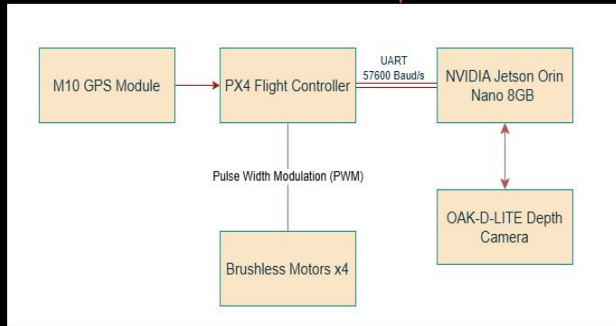 UART
57600 Baud/s
M10 GPS Module
PX4 Flight Controller
NVIDIA Jetson Orin
Nano 8GB
Pulse Width Modulation (PWM)
OAK-D-LITE Depth
Camera
Brushless Motors x4